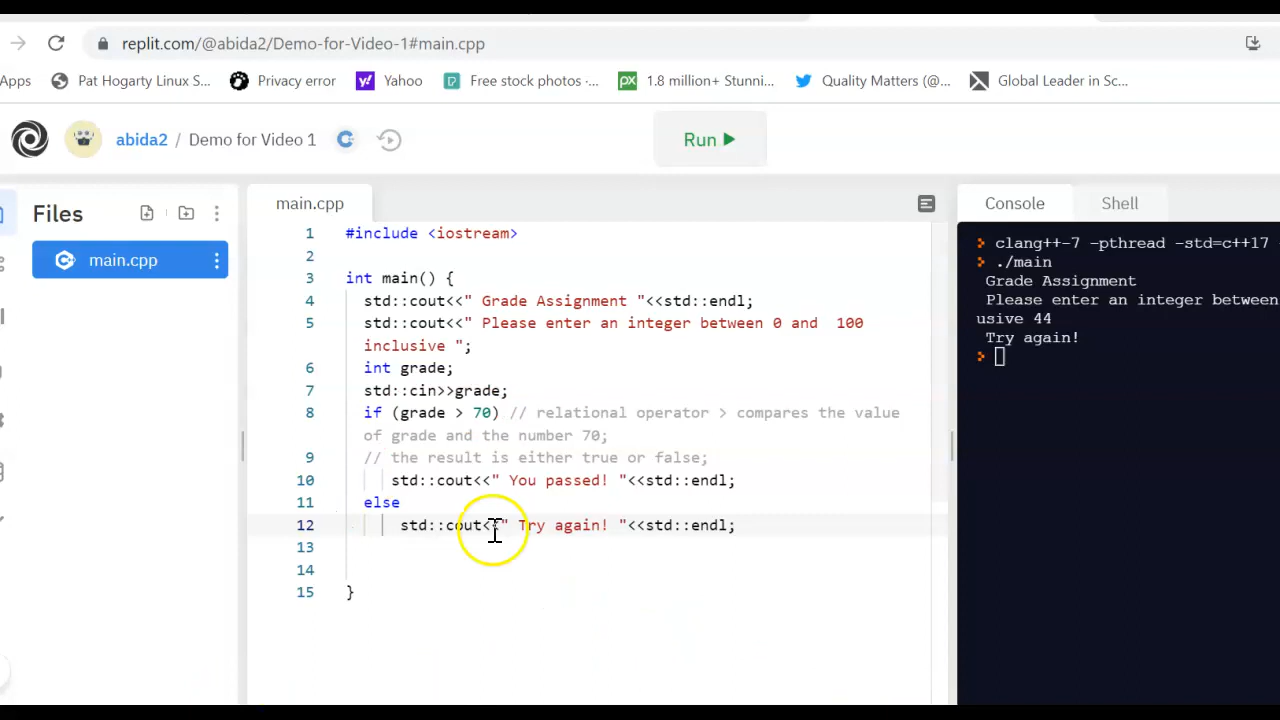 replit.com/@abida2/Demo-for-Video-1#main.cpp
Apps Pat Hogarty Linux S... Privacy error Yahoo Free stock photos -... 1.8 million+ Stunni... Quality Matters (@... Global Leader in Sc...
abida2 / Demo for Video 1 Run
Files
main.cpp
main.cpp
1 #include <iostream>
2
3 int main() {
4 std::cout<<" Grade Assignment "<<std::endl;
5 std::cout<<" Please enter an integer between 0 and  100
inclusive ";
6 int grade;
7 std::cin>>grade;
8 if (grade > 70) // relational operator > compares the value
of grade and the number 70;
9 // the result is either true or false;
10 std::cout<<" You passed! "<<std::endl;
11 else
12 std::cout<<" Try again! "<<std::endl;
13
14
15 }
Console Shell
clang++-7 -pthread -std=c++17
./main
Grade Assignment
Please enter an integer between
usive 44
Try again!